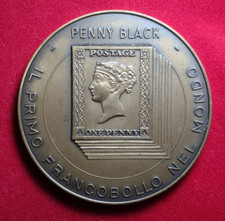 PENNY BLACK
POSTAGE
ONE PENNY
IL PRIMO FRANCOBOLLO NEL MONDO